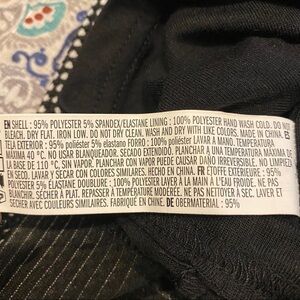 EN SHELL : 95% POLYESTER 5% SPANDEX/ELASTANE LINING : 100% POLYESTER HAND WASH COLD. DO NOT
BLEACH. DRY FLAT. IRON LOW. DO NOT DRY CLEAN. WASH AND DRY WITH LIKE COLORS. MADE IN CHINA. ES
TELA EXTERIOR : 95% poliéster 5% elastano FORRO : 100% poliéster LAVAR A MANO. TEMPERATURA
MÁXIMA 40 °C. NO USAR BLANQUEADOR. SECADO EXTENDIDO. PLANCHAR A UNA TEMPERATURA MÁXIMA DE
LA BASE DE 110 °C. SIN VAPOR. PLANCHAR CON VAPOR PUEDE CAUSAR DAÑO IRREVERSIBLE. NO LIMPIEZA
EN SECO. LAVAR Y SECAR CON COLORES SIMILARES. HECHO EN CHINA. FR ÉTOFFE EXTÉRIEURE : 95%
POLYESTER 5% ÉLASTANE DOUBLURE : 100% POLYESTER LAVER À LA MAIN À L'EAU FROIDE. NE PAS
BLANCHIR. SÉCHER À PLAT. REPASSER À TEMPÉRATURE MODÉRÉE. NE PAS NETTOYER À SEC. LAVER ET
SÉCHER AVEC COULEURS SIMILAIRES. FABRIQUÉ EN CHINE. DE OBERMATERIAL : 95%